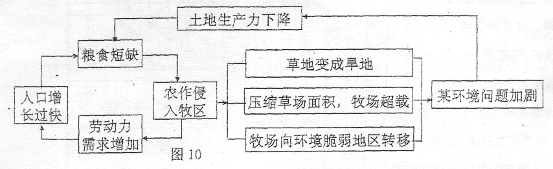 土地生产力下降
粮食短缺
草地变成旱地
人口增
长过快
农作侵
入牧区
压缩草场面积，牧场超载
某环境问题加剧
劳动力
需求增加
牧场向环境脆弱地区转移
图10